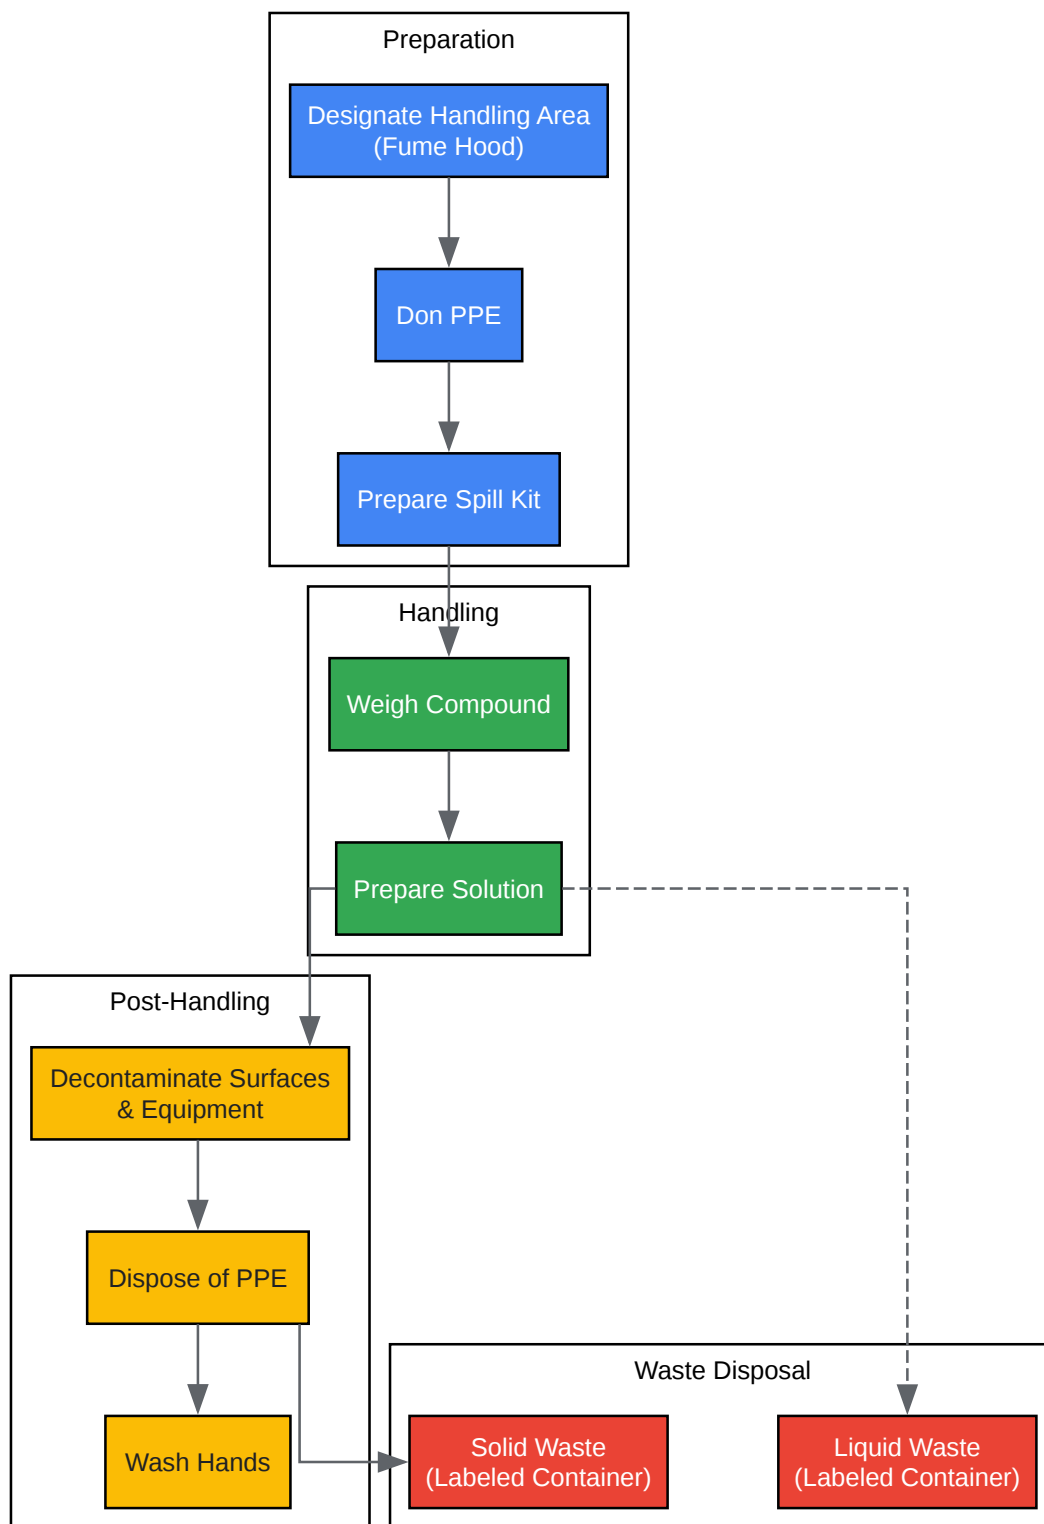 Preparation
Designate Handling Area
(Fume Hood)
Don PPE
Prepare Spill Kit
Handling
Weigh Compound
Prepare Solution
Post-Handling
Decontaminate Surfaces
& Equipment
Dispose of PPE
Wash Hands
Waste Disposal
Solid Waste
(Labeled Container)
Liquid Waste
(Labeled Container)